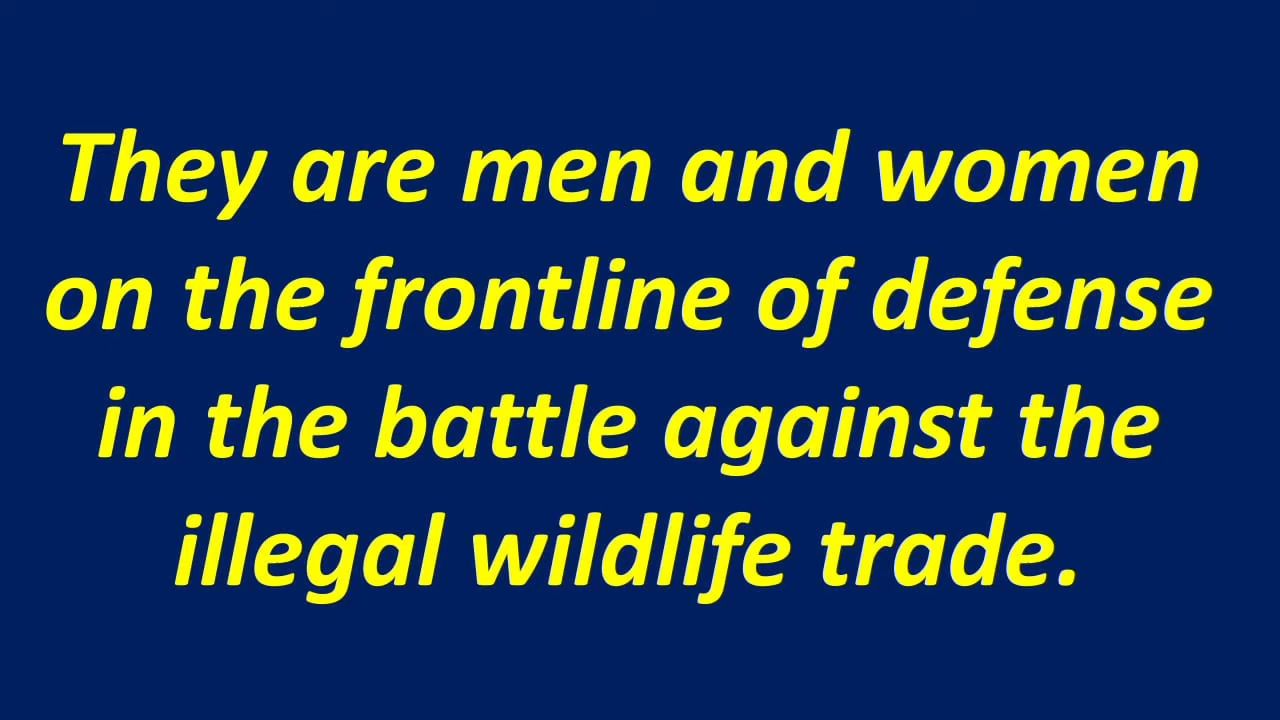 They are men and women
on the frontline of defense
in the battle against the
illegal wildlife trade.